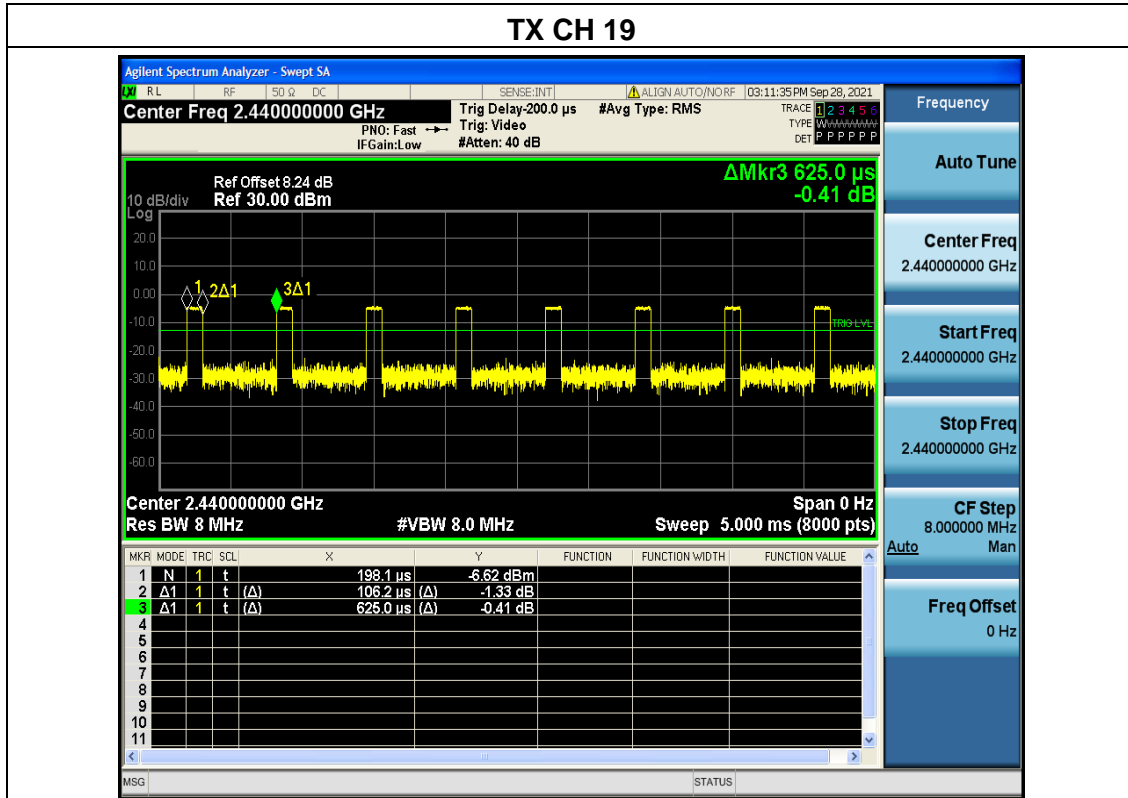 TX CH 19
Agilent Spectrum Analyzer - Swept SA
LXI RL RF 50 Ω DC SENSE:INT ALIGN AUTO/NO RF 03:11:35 PM Sep 28, 2021
Center Freq 2.440000000 GHz
PNO: Fast
IFGain:Low
Trig Delay-200.0 µs
Trig: Video
#Atten: 40 dB
#Avg Type: RMS
TRACE 1 2 3 4 5 6
TYPE
DET P P P P P P
ΔMkr3 625.0 µs
-0.41 dB
Ref Offset 8.24 dB
10 dB/div Ref 30.00 dBm
Log
20.0
10.0
0.00
-10.0
-20.0
-30.0
-40.0
-50.0
-60.0
1 2Δ1 3Δ1
TRIG LVL
Center 2.440000000 GHz Span 0 Hz
Res BW 8 MHz #VBW 8.0 MHz Sweep 5.000 ms (8000 pts)
MKR MODE TRC SCL X Y FUNCTION FUNCTION WIDTH FUNCTION VALUE
1 N 1 t 198.1 µs -6.62 dBm
2 Δ1 1 t (Δ) 106.2 µs (Δ) -1.33 dB
3 Δ1 1 t (Δ) 625.0 µs (Δ) -0.41 dB
4
5
6
7
8
9
10
11
MSG STATUS
Frequency
Auto Tune
Center Freq
2.440000000 GHz
Start Freq
2.440000000 GHz
Stop Freq
2.440000000 GHz
CF Step
8.000000 MHz
Auto Man
Freq Offset
0 Hz